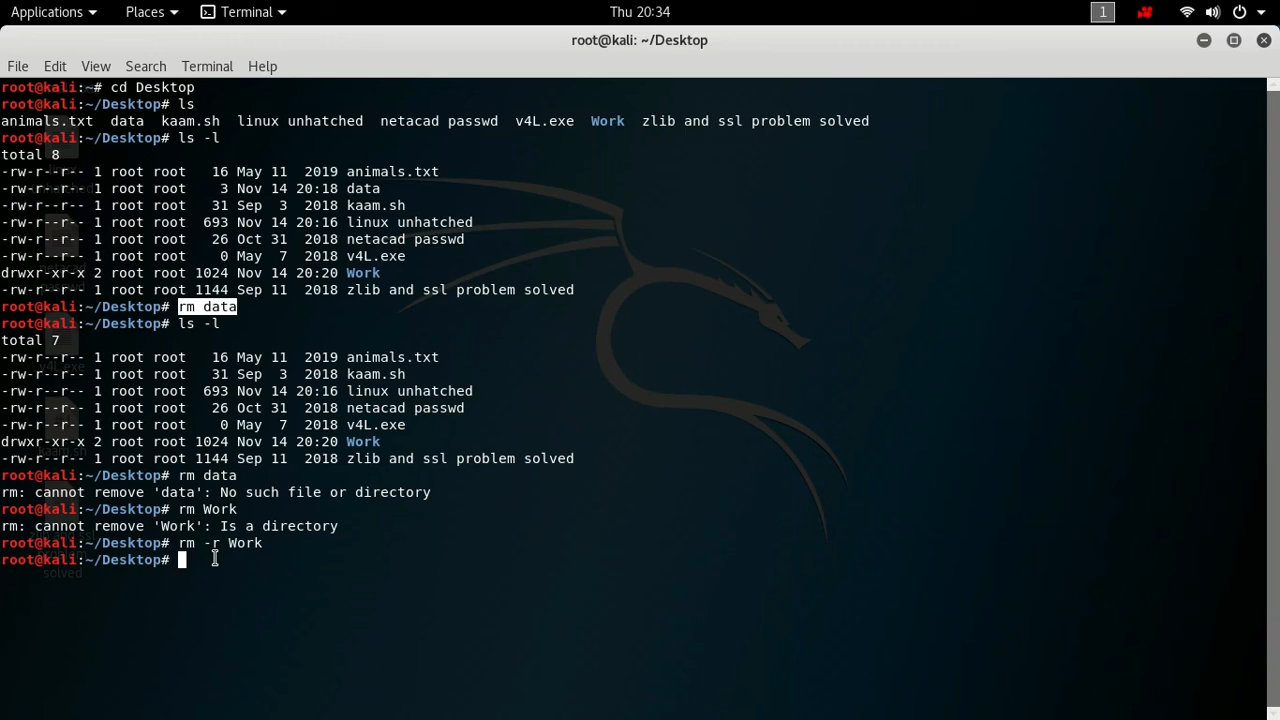 Applications Places Terminal Thu 20:34 1
root@kali: ~/Desktop
File Edit View Search Terminal Help
root@kali:~# cd Desktop
root@kali:~/Desktop# ls
animals.txt  data  kaam.sh  linux unhatched  netacad passwd  v4L.exe  Work  zlib and ssl problem solved
root@kali:~/Desktop# ls -l
total 8
-rw-r--r-- 1 root root   16 May 11  2019 animals.txt
-rw-r--r-- 1 root root    3 Nov 14 20:18 data
-rw-r--r-- 1 root root   31 Sep  3  2018 kaam.sh
-rw-r--r-- 1 root root  693 Nov 14 20:16 linux unhatched
-rw-r--r-- 1 root root   26 Oct 31  2018 netacad passwd
-rw-r--r-- 1 root root    0 May  7  2018 v4L.exe
drwxr-xr-x 2 root root 1024 Nov 14 20:20 Work
-rw-r--r-- 1 root root 1144 Sep 11  2018 zlib and ssl problem solved
root@kali:~/Desktop# rm data
root@kali:~/Desktop# ls -l
total 7
-rw-r--r-- 1 root root   16 May 11  2019 animals.txt
-rw-r--r-- 1 root root   31 Sep  3  2018 kaam.sh
-rw-r--r-- 1 root root  693 Nov 14 20:16 linux unhatched
-rw-r--r-- 1 root root   26 Oct 31  2018 netacad passwd
-rw-r--r-- 1 root root    0 May  7  2018 v4L.exe
drwxr-xr-x 2 root root 1024 Nov 14 20:20 Work
-rw-r--r-- 1 root root 1144 Sep 11  2018 zlib and ssl problem solved
root@kali:~/Desktop# rm data
rm: cannot remove 'data': No such file or directory
root@kali:~/Desktop# rm Work
rm: cannot remove 'Work': Is a directory
root@kali:~/Desktop# rm -r Work
root@kali:~/Desktop#
solved